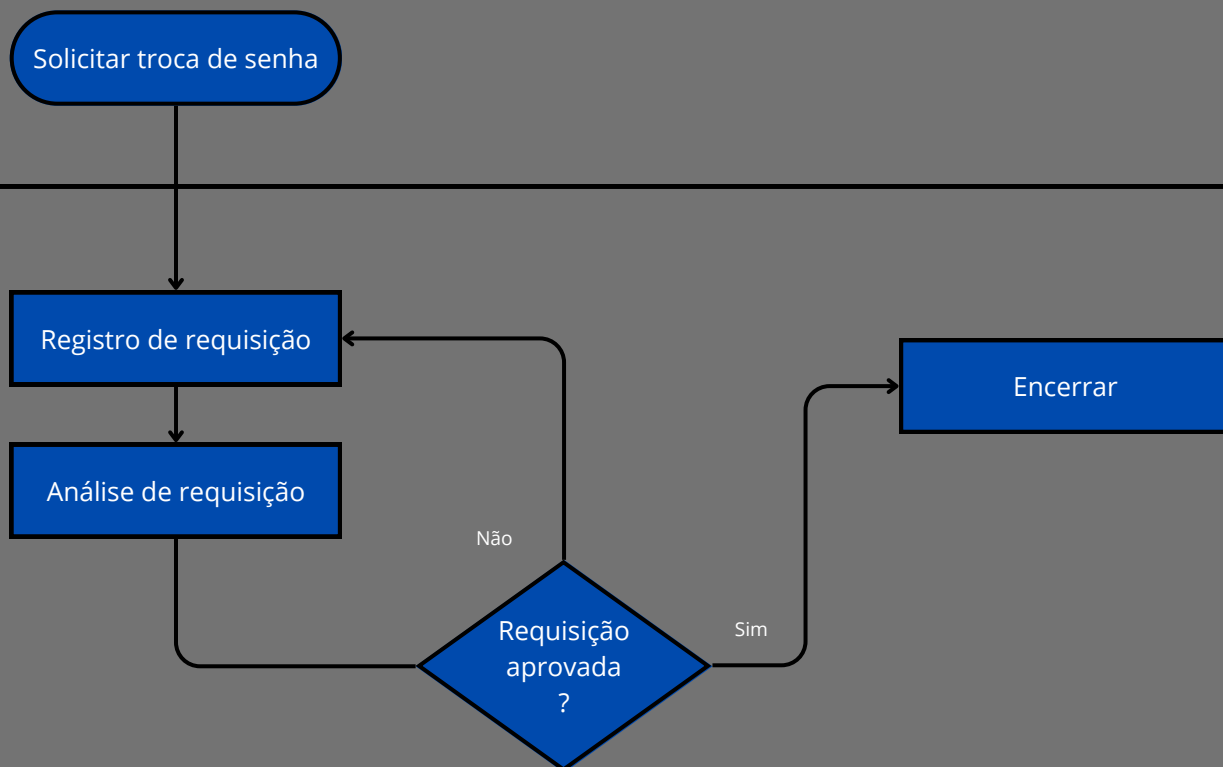 Solicitar troca de senha
Registro de requisição
Encerrar
Análise de requisição
Não
Requisição
aprovada
?
Sim